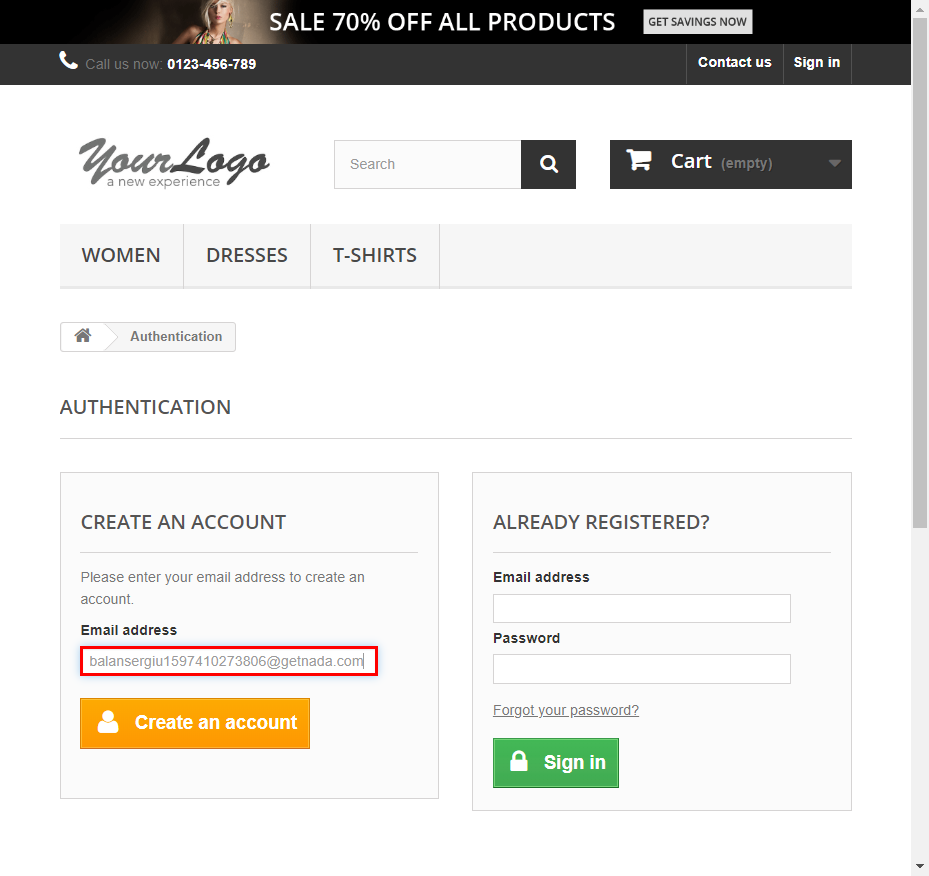 SALE 70% OFF ALL PRODUCTS GET SAVINGS NOW
Call us now: 0123-456-789 Contact us Sign in
YourLogo
a new experience
Search
Cart (empty)
WOMEN DRESSES T-SHIRTS
Authentication
AUTHENTICATION
CREATE AN ACCOUNT
Please enter your email address to create an
account.
Email address
balansergiu1597410273806@getnada.com
Create an account
ALREADY REGISTERED?
Email address
Password
Forgot your password?
Sign in